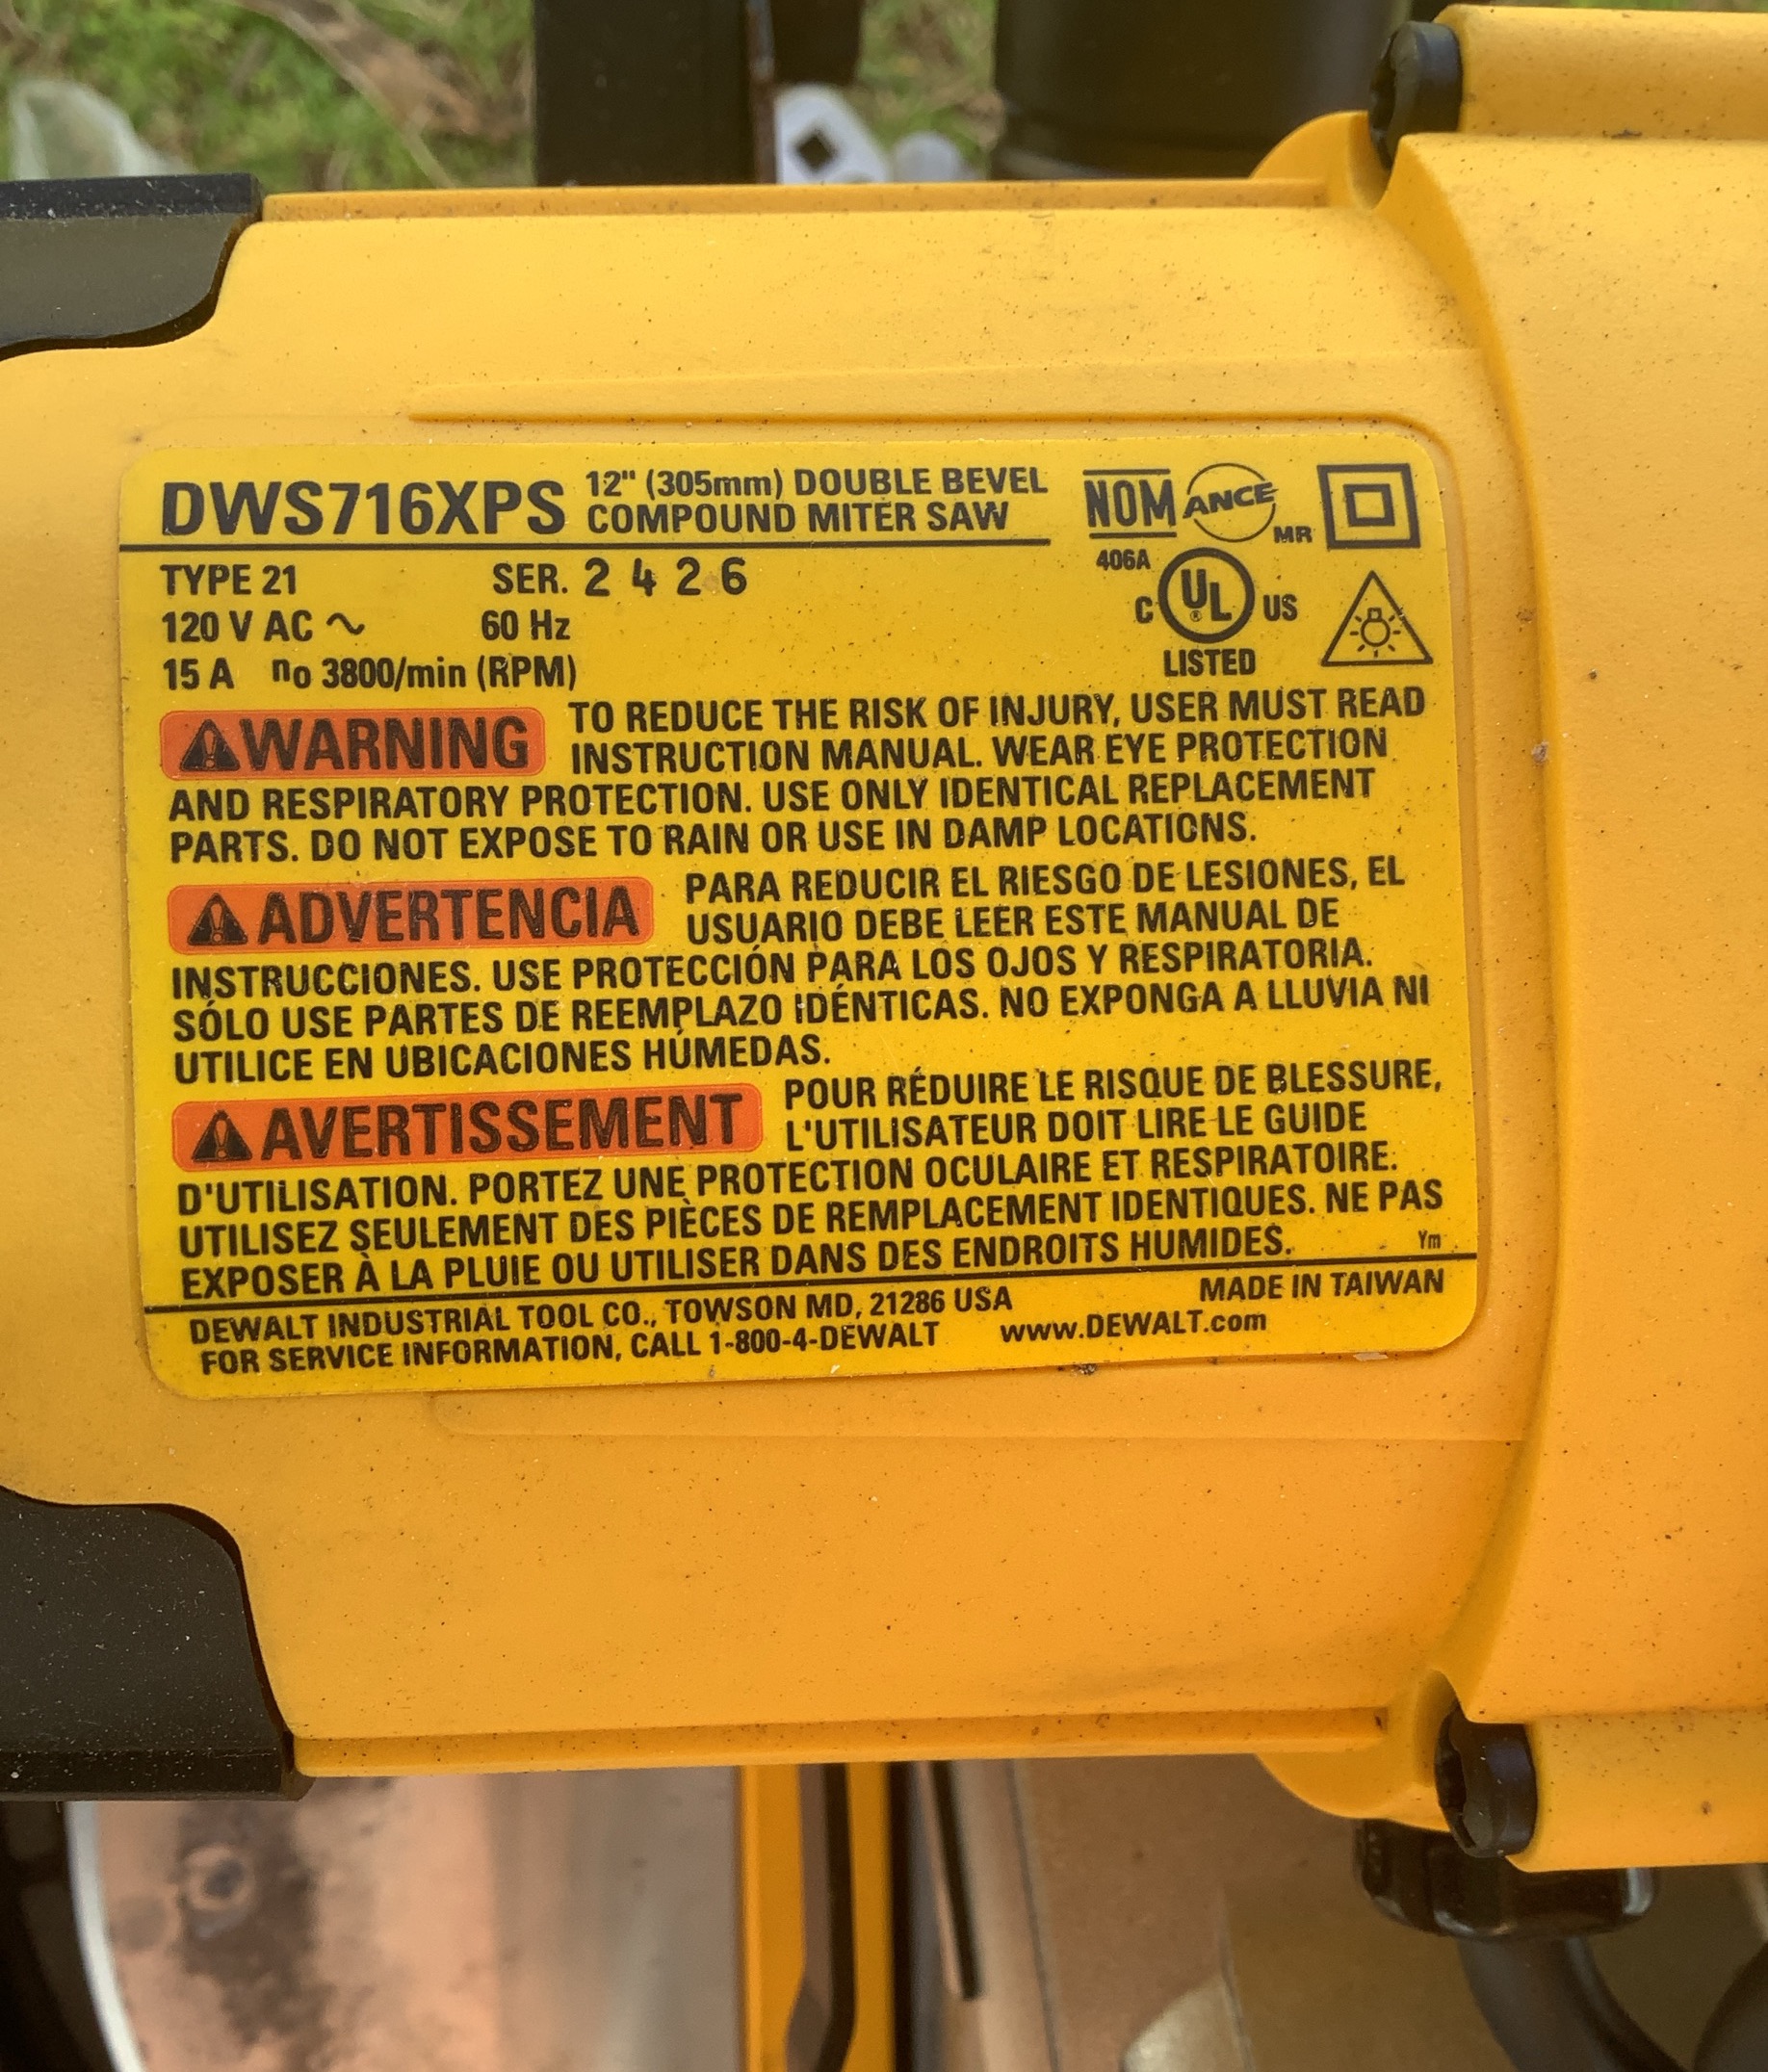 DWS716XPS 12" (305mm) DOUBLE BEVEL
COMPOUND MITER SAW
NOM ANCE MR
406A
TYPE 21 SER. 2 4 2 6
120 V AC ~ 60 Hz
15 A no 3800/min (RPM)
C UL ® US
LISTED
WARNING TO REDUCE THE RISK OF INJURY, USER MUST READ
INSTRUCTION MANUAL. WEAR EYE PROTECTION
AND RESPIRATORY PROTECTION. USE ONLY IDENTICAL REPLACEMENT
PARTS. DO NOT EXPOSE TO RAIN OR USE IN DAMP LOCATIONS.
ADVERTENCIA PARA REDUCIR EL RIESGO DE LESIONES, EL
USUARIO DEBE LEER ESTE MANUAL DE
INSTRUCCIONES. USE PROTECCIÓN PARA LOS OJOS Y RESPIRATORIA.
SÓLO USE PARTES DE REEMPLAZO IDÉNTICAS. NO EXPONGA A LLUVIA NI
UTILICE EN UBICACIONES HÚMEDAS.
AVERTISSEMENT POUR RÉDUIRE LE RISQUE DE BLESSURE,
L'UTILISATEUR DOIT LIRE LE GUIDE
D'UTILISATION. PORTEZ UNE PROTECTION OCULAIRE ET RESPIRATOIRE.
UTILISEZ SEULEMENT DES PIÈCES DE REMPLACEMENT IDENTIQUES. NE PAS
EXPOSER À LA PLUIE OU UTILISER DANS DES ENDROITS HUMIDES. Ym
DEWALT INDUSTRIAL TOOL CO., TOWSON MD, 21286 USA MADE IN TAIWAN
FOR SERVICE INFORMATION, CALL 1-800-4-DEWALT www.DEWALT.com